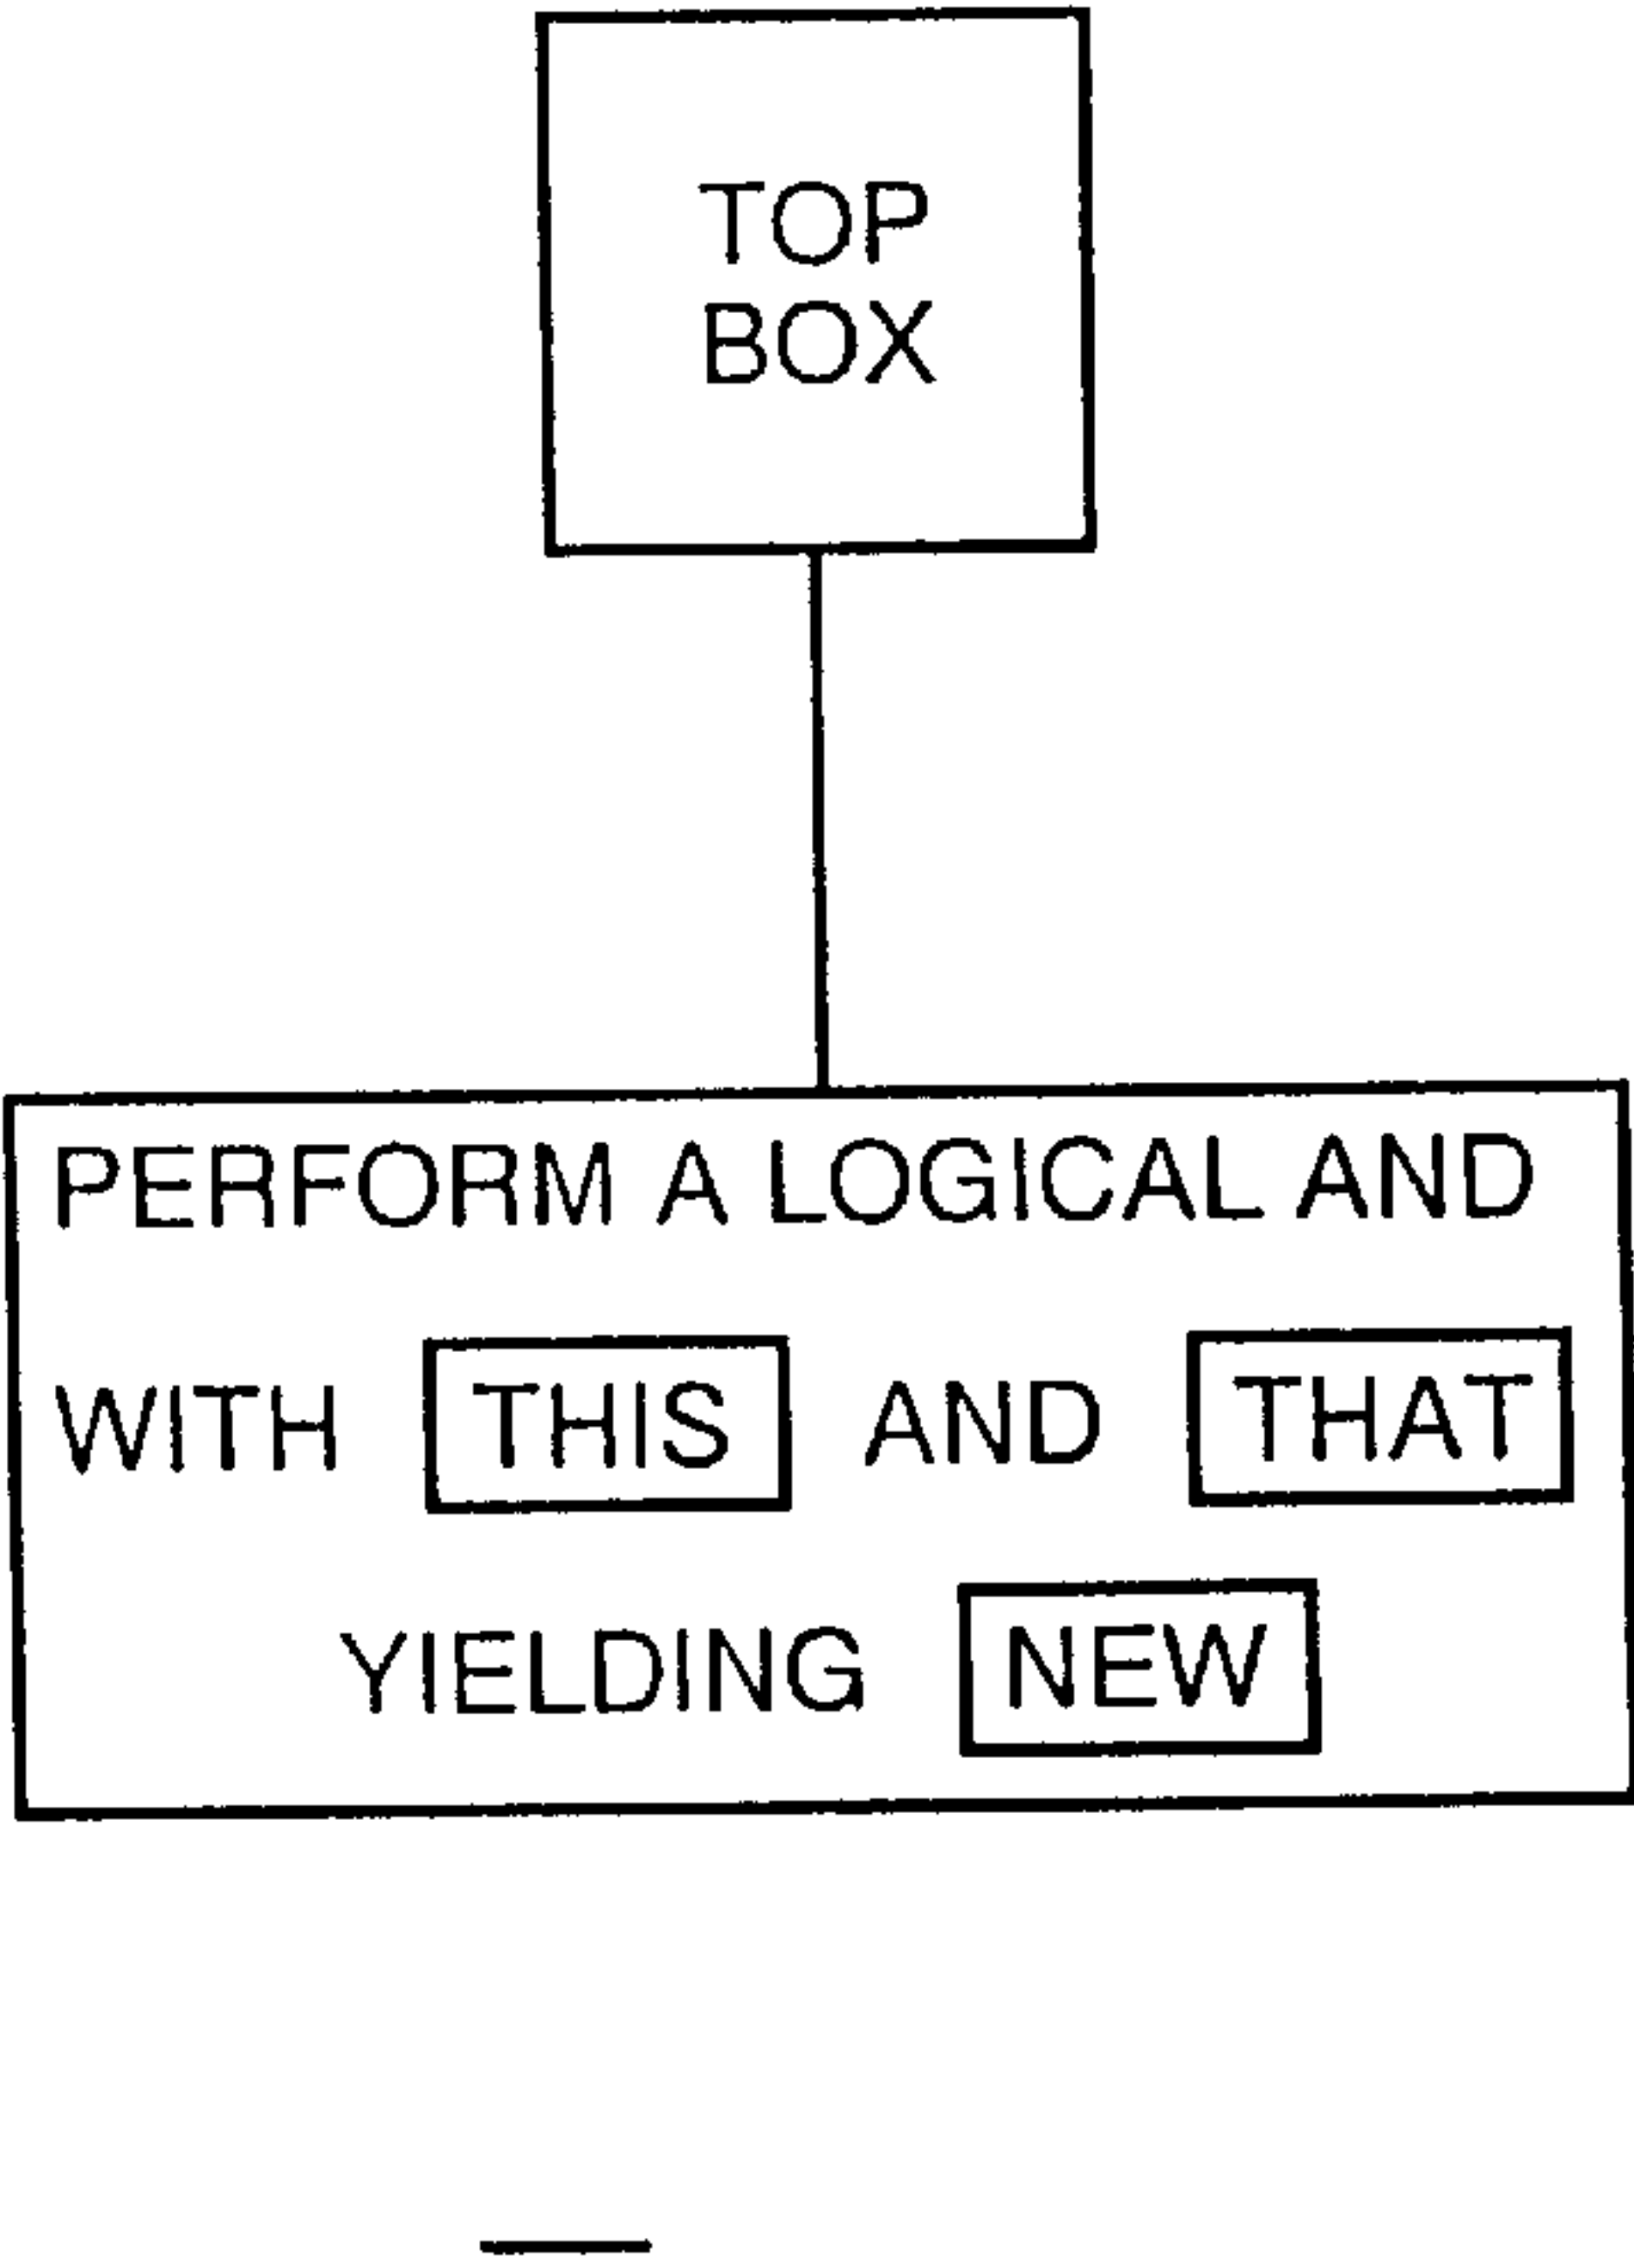 TOP
BOX
PERFORM A LOGICAL AND
WITH THIS AND THAT
YIELDING NEW